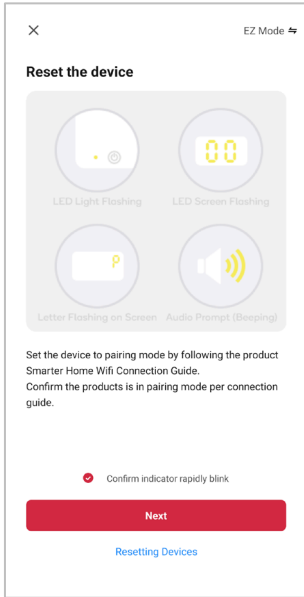 EZ Mode
Reset the device
00
LED Light Flashing
LED Screen Flashing
P
Letter Flashing on Screen
Audio Prompt (Beeping)
Set the device to pairing mode by following the product
Smarter Home Wifi Connection Guide.
Confirm the products is in pairing mode per connection
guide.
Confirm indicator rapidly blink
Next
Resetting Devices